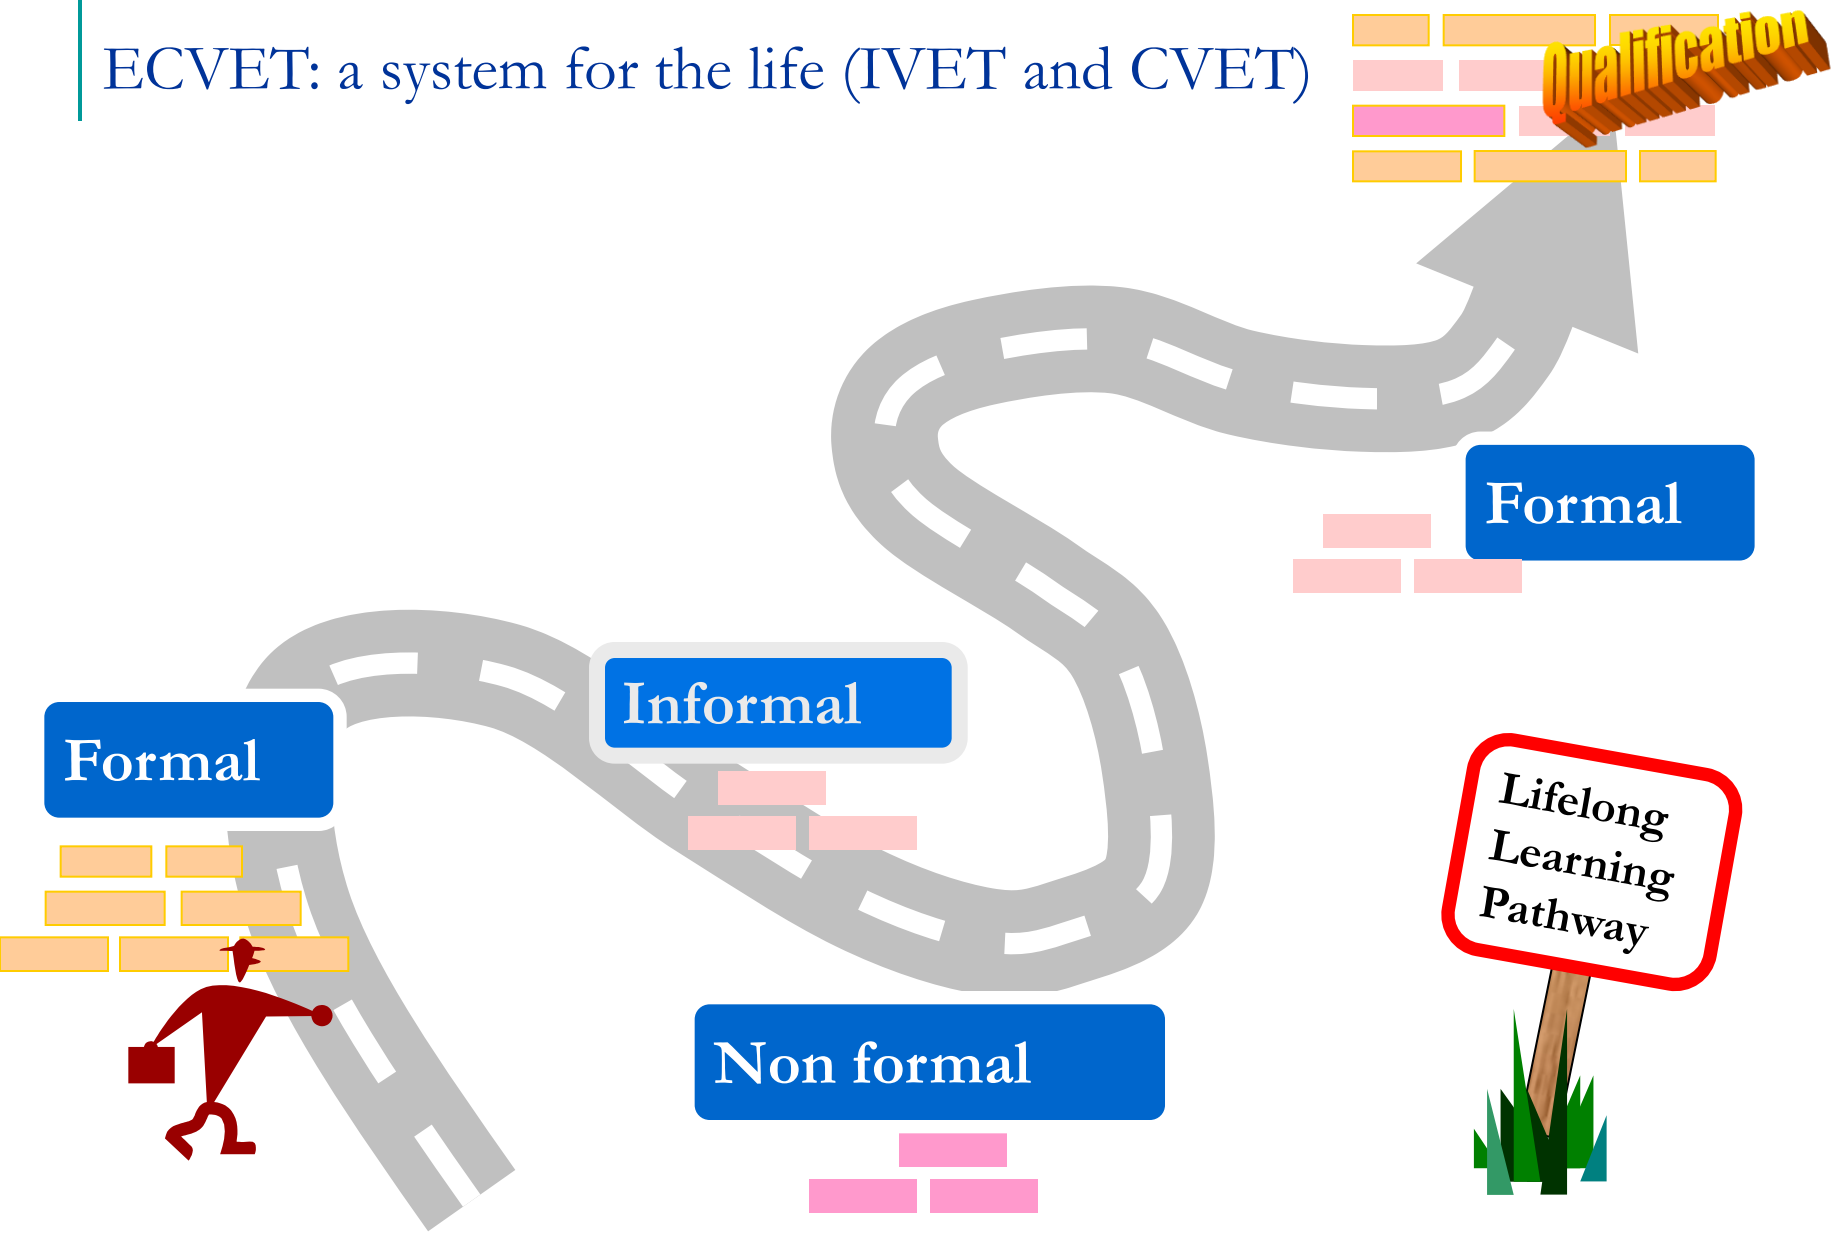 ECVET: a system for the life (IVET and CVET)
Qualification
Formal
Informal
Formal
Lifelong
Learning
Pathway
Non formal